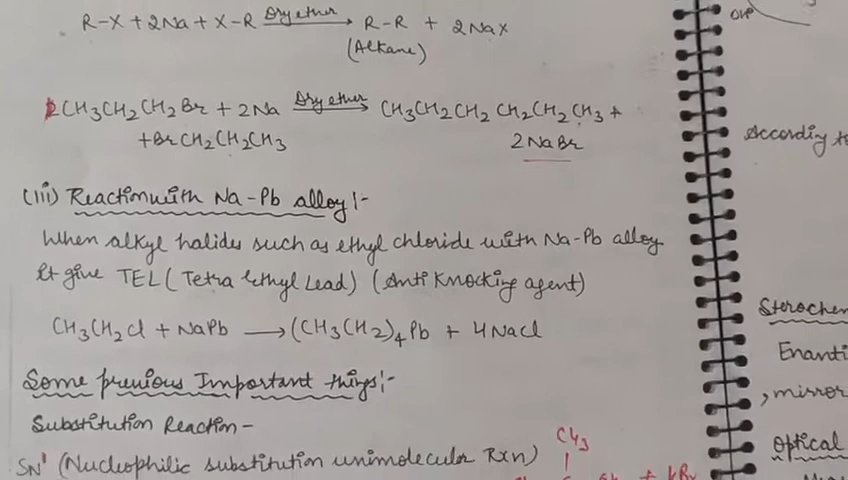 R-X + 2Na + X-R Dry ether → R-R + 2NaX
(Alkane)
CH3CH2CH2Br + 2Na Dry ether → CH3CH2CH2 CH2CH2CH3 +
+BrCH2CH2CH3 2NaBr
(iii) Reaction with Na-Pb alloy :-
When alkyl halides such as ethyl chloride with Na-Pb alloy
It give TEL (Tetra Ethyl Lead) (Anti Knocking agent)
CH3CH2Cl + NaPb → (CH3CH2)4Pb + 4NaCl
Some previous Important things :-
Substitution Reaction -
SN1 (Nucleophilic substitution unimolecular Rxn)
CH3
+ KBr
According to
Sterochem
Enanti
, mirror
Optical